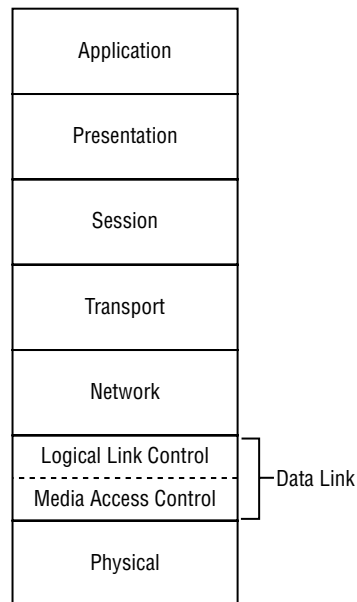 Application
Presentation
Session
Transport
Network
Logical Link Control
Media Access Control
Data Link
Physical